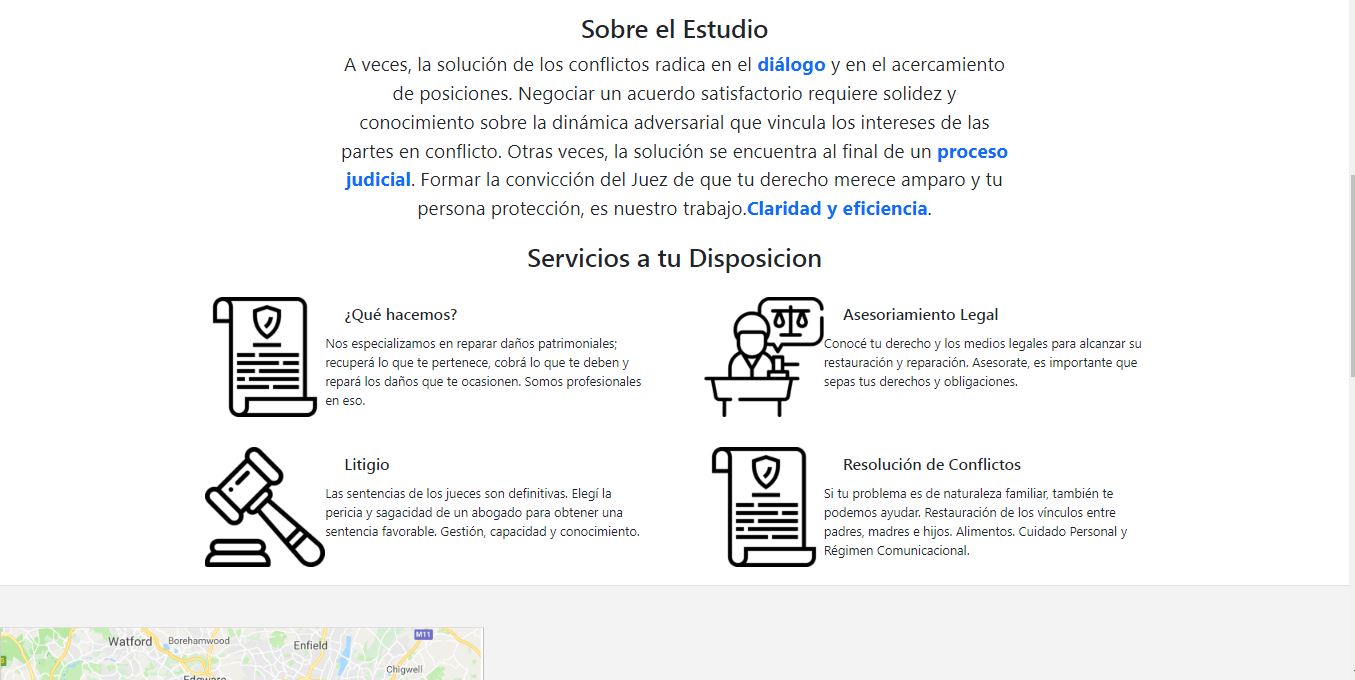 Sobre el Estudio
A veces, la solución de los conflictos radica en el diálogo y en el acercamiento
de posiciones. Negociar un acuerdo satisfactorio requiere solidez y
conocimiento sobre la dinámica adversarial que vincula los intereses de las
partes en conflicto. Otras veces, la solución se encuentra al final de un proceso
judicial. Formar la convicción del Juez de que tu derecho merece amparo y tu
persona protección, es nuestro trabajo.Claridad y eficiencia.
Servicios a tu Disposicion
¿Qué hacemos?
Nos especializamos en reparar daños patrimoniales;
recuperá lo que te pertenece, cobrá lo que te deben y
repará los daños que te ocasionen. Somos profesionales
en eso.
Asesoriamiento Legal
Conocé tu derecho y los medios legales para alcanzar su
restauración y reparación. Asesorate, es importante que
sepas tus derechos y obligaciones.
Litigio
Las sentencias de los jueces son definitivas. Elegí la
pericia y sagacidad de un abogado para obtener una
sentencia favorable. Gestión, capacidad y conocimiento.
Resolución de Conflictos
Si tu problema es de naturaleza familiar, también te
podemos ayudar. Restauración de los vínculos entre
padres, madres e hijos. Alimentos. Cuidado Personal y
Régimen Comunicacional.
M11
Watford
Borehamwood
Enfield
Chigwell
Edgware